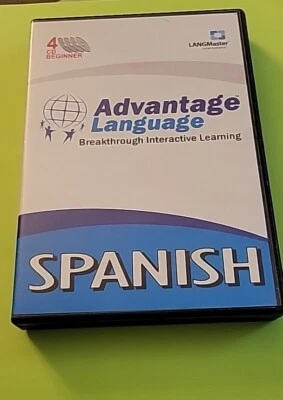 4
CD
BEGINNER
LANGMaster
Advantage
Language
Breakthrough Interactive Learning
SPANISH